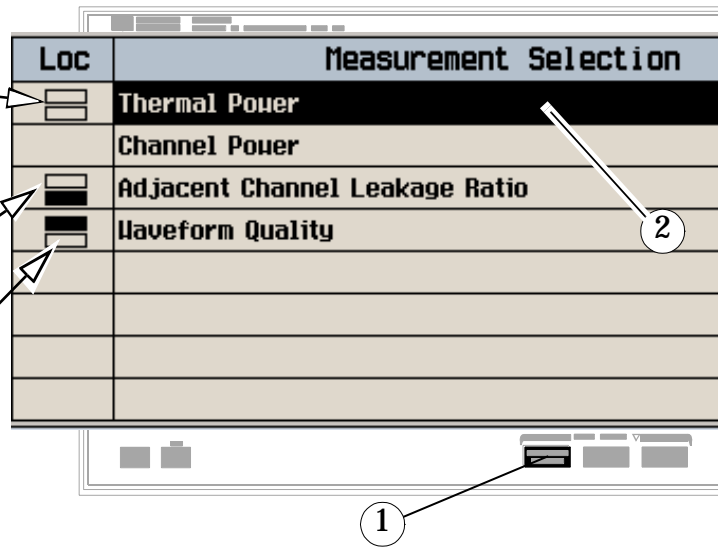 Loc Measurement Selection
Thermal Power
Channel Power
Adjacent Channel Leakage Ratio
Waveform Quality
2
1